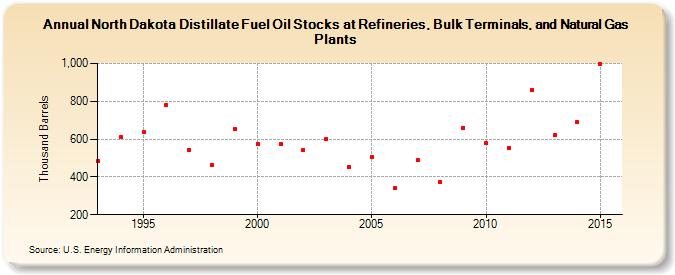 Annual North Dakota Distillate Fuel Oil Stocks at Refineries, Bulk Terminals, and Natural Gas
Plants
Thousand Barrels
1,000
800
600
400
200
1995
2000
2005
2010
2015
Source: U.S. Energy Information Administration